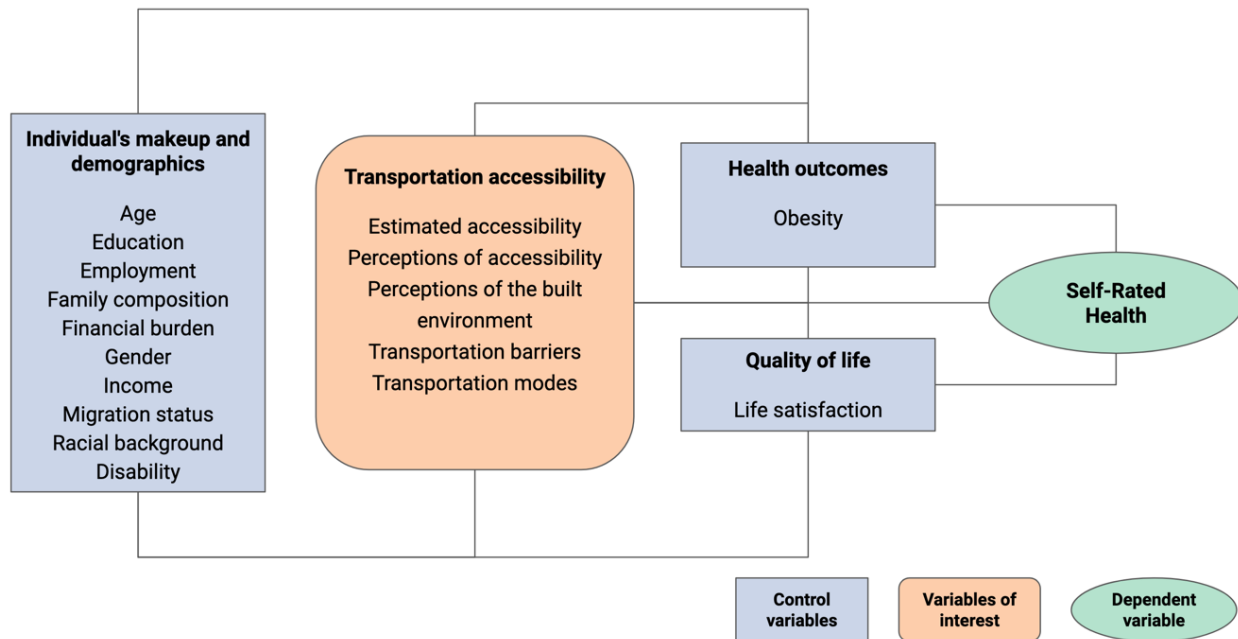 Individual's makeup and
demographics
Age
Education
Employment
Family composition
Financial burden
Gender
Income
Migration status
Racial background
Disability
Transportation accessibility
Estimated accessibility
Perceptions of accessibility
Perceptions of the built
environment
Transportation barriers
Transportation modes
Health outcomes
Obesity
Quality of life
Life satisfaction
Self-Rated
Health
Control
variables
Variables of
interest
Dependent
variable